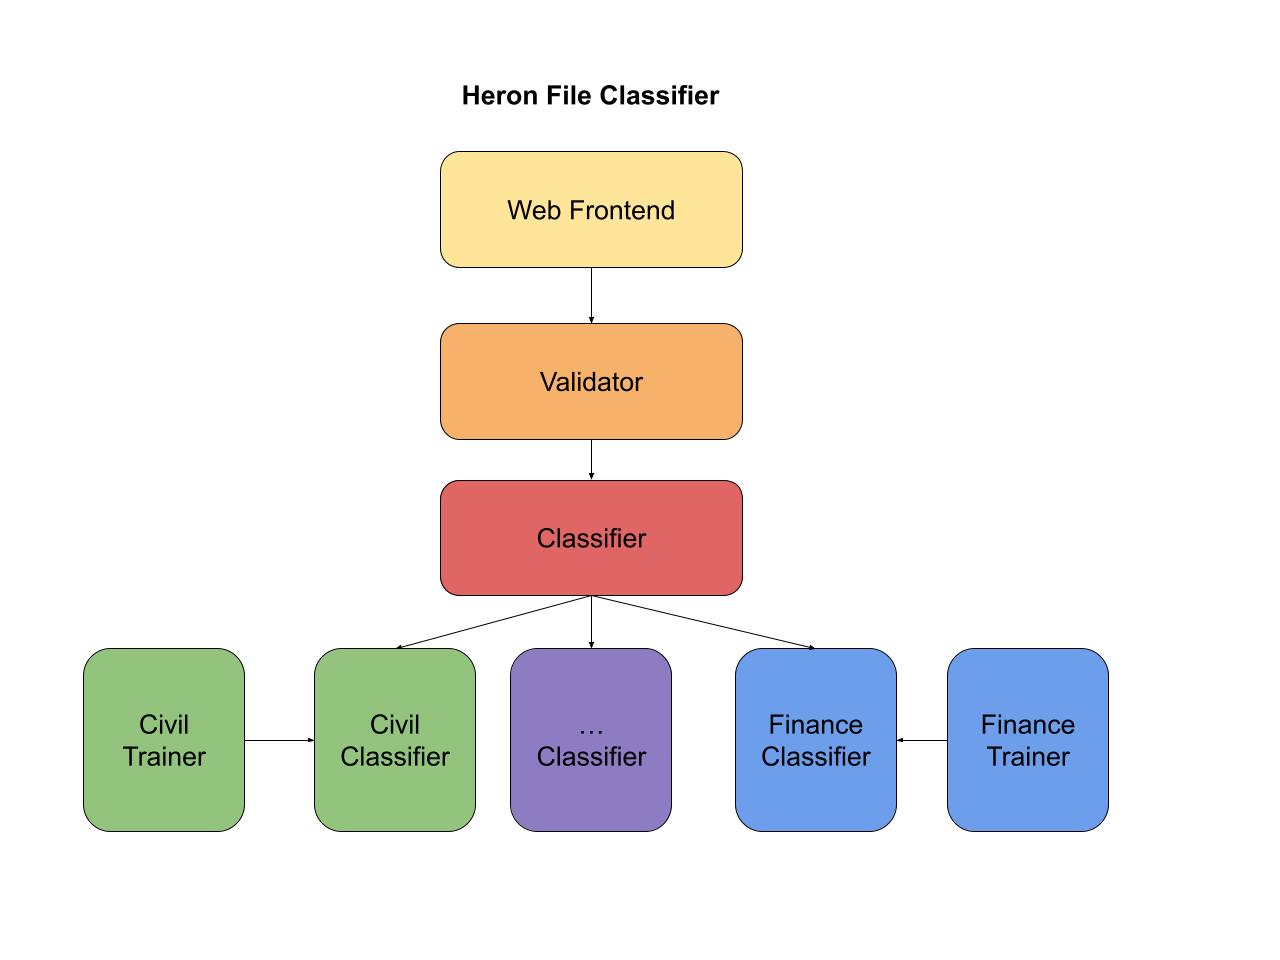 Heron File Classifier
Web Frontend
Validator
Classifier
Civil
Trainer
Civil
Classifier
...
Classifier
Finance
Classifier
Finance
Trainer